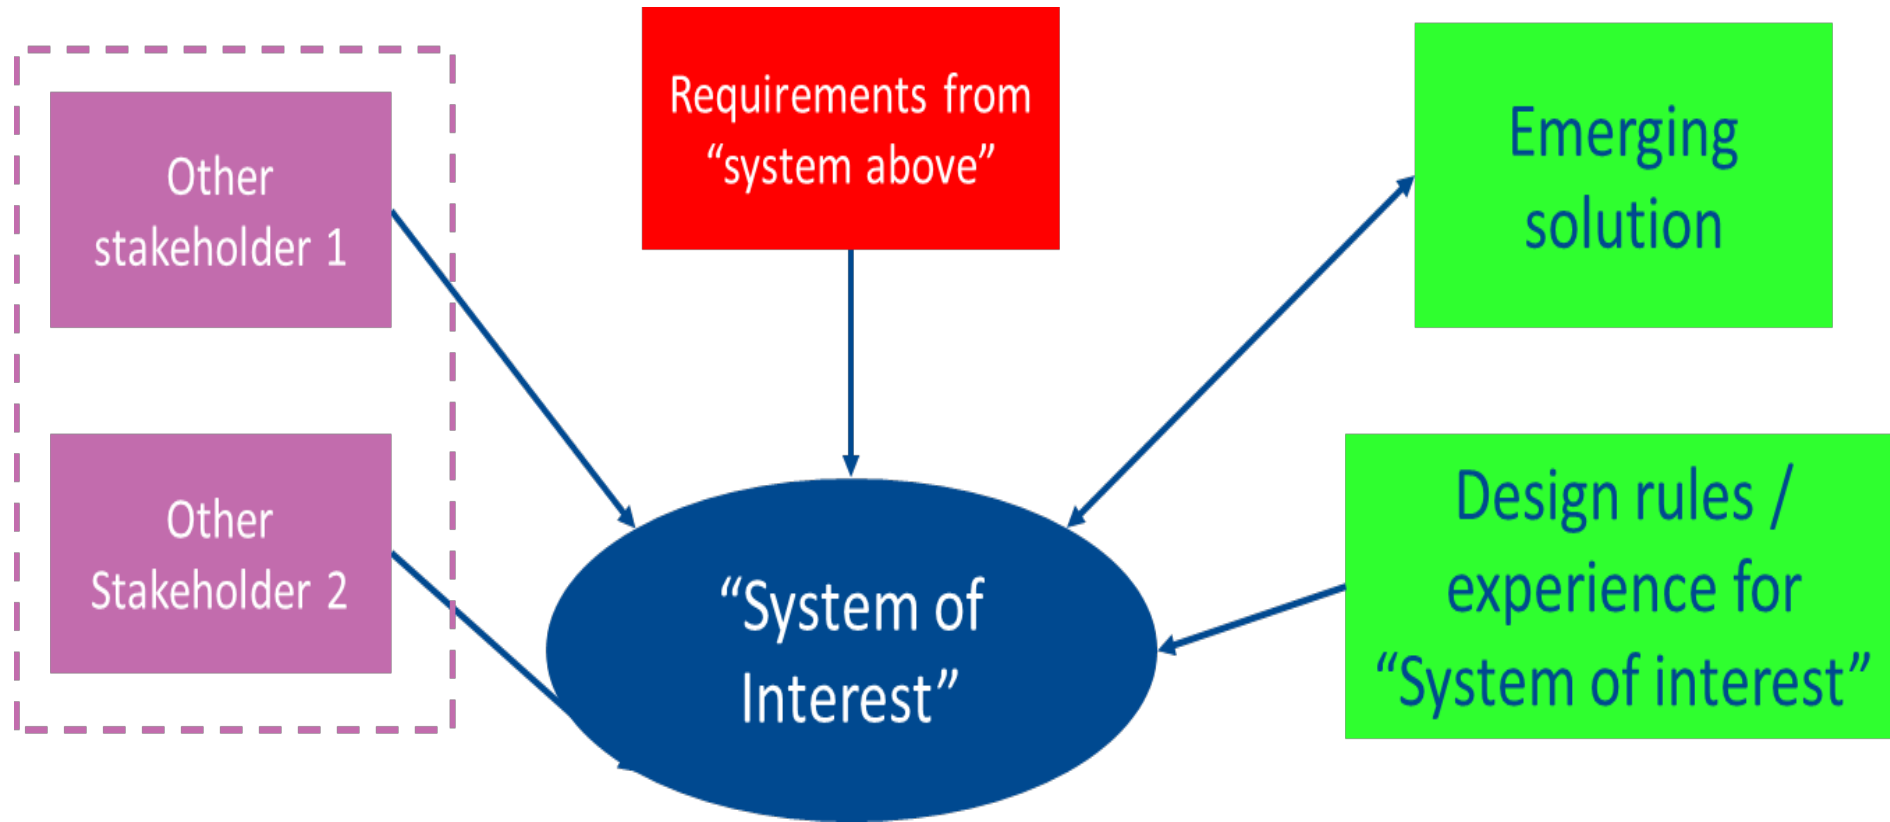 Other
stakeholder 1
Requirements from
“system above”
Emerging
solution
Other
Stakeholder 2
“System of
Interest”
Design rules /
experience for
“System of interest”